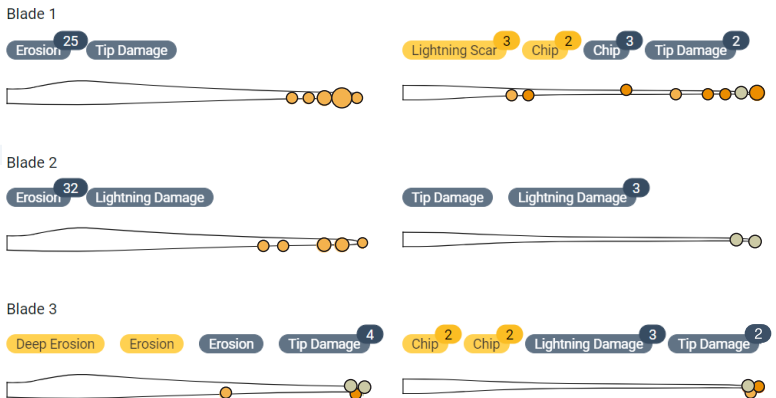 Blade 1
Erosion 25 Tip Damage Lightning Scar 3 Chip 2 Chip 3 Tip Damage 2
Blade 2
Erosion 32 Lightning Damage Tip Damage Lightning Damage 3
Blade 3
Deep Erosion Erosion Erosion Tip Damage 4 Chip 2 Chip 2 Lightning Damage 3 Tip Damage 2